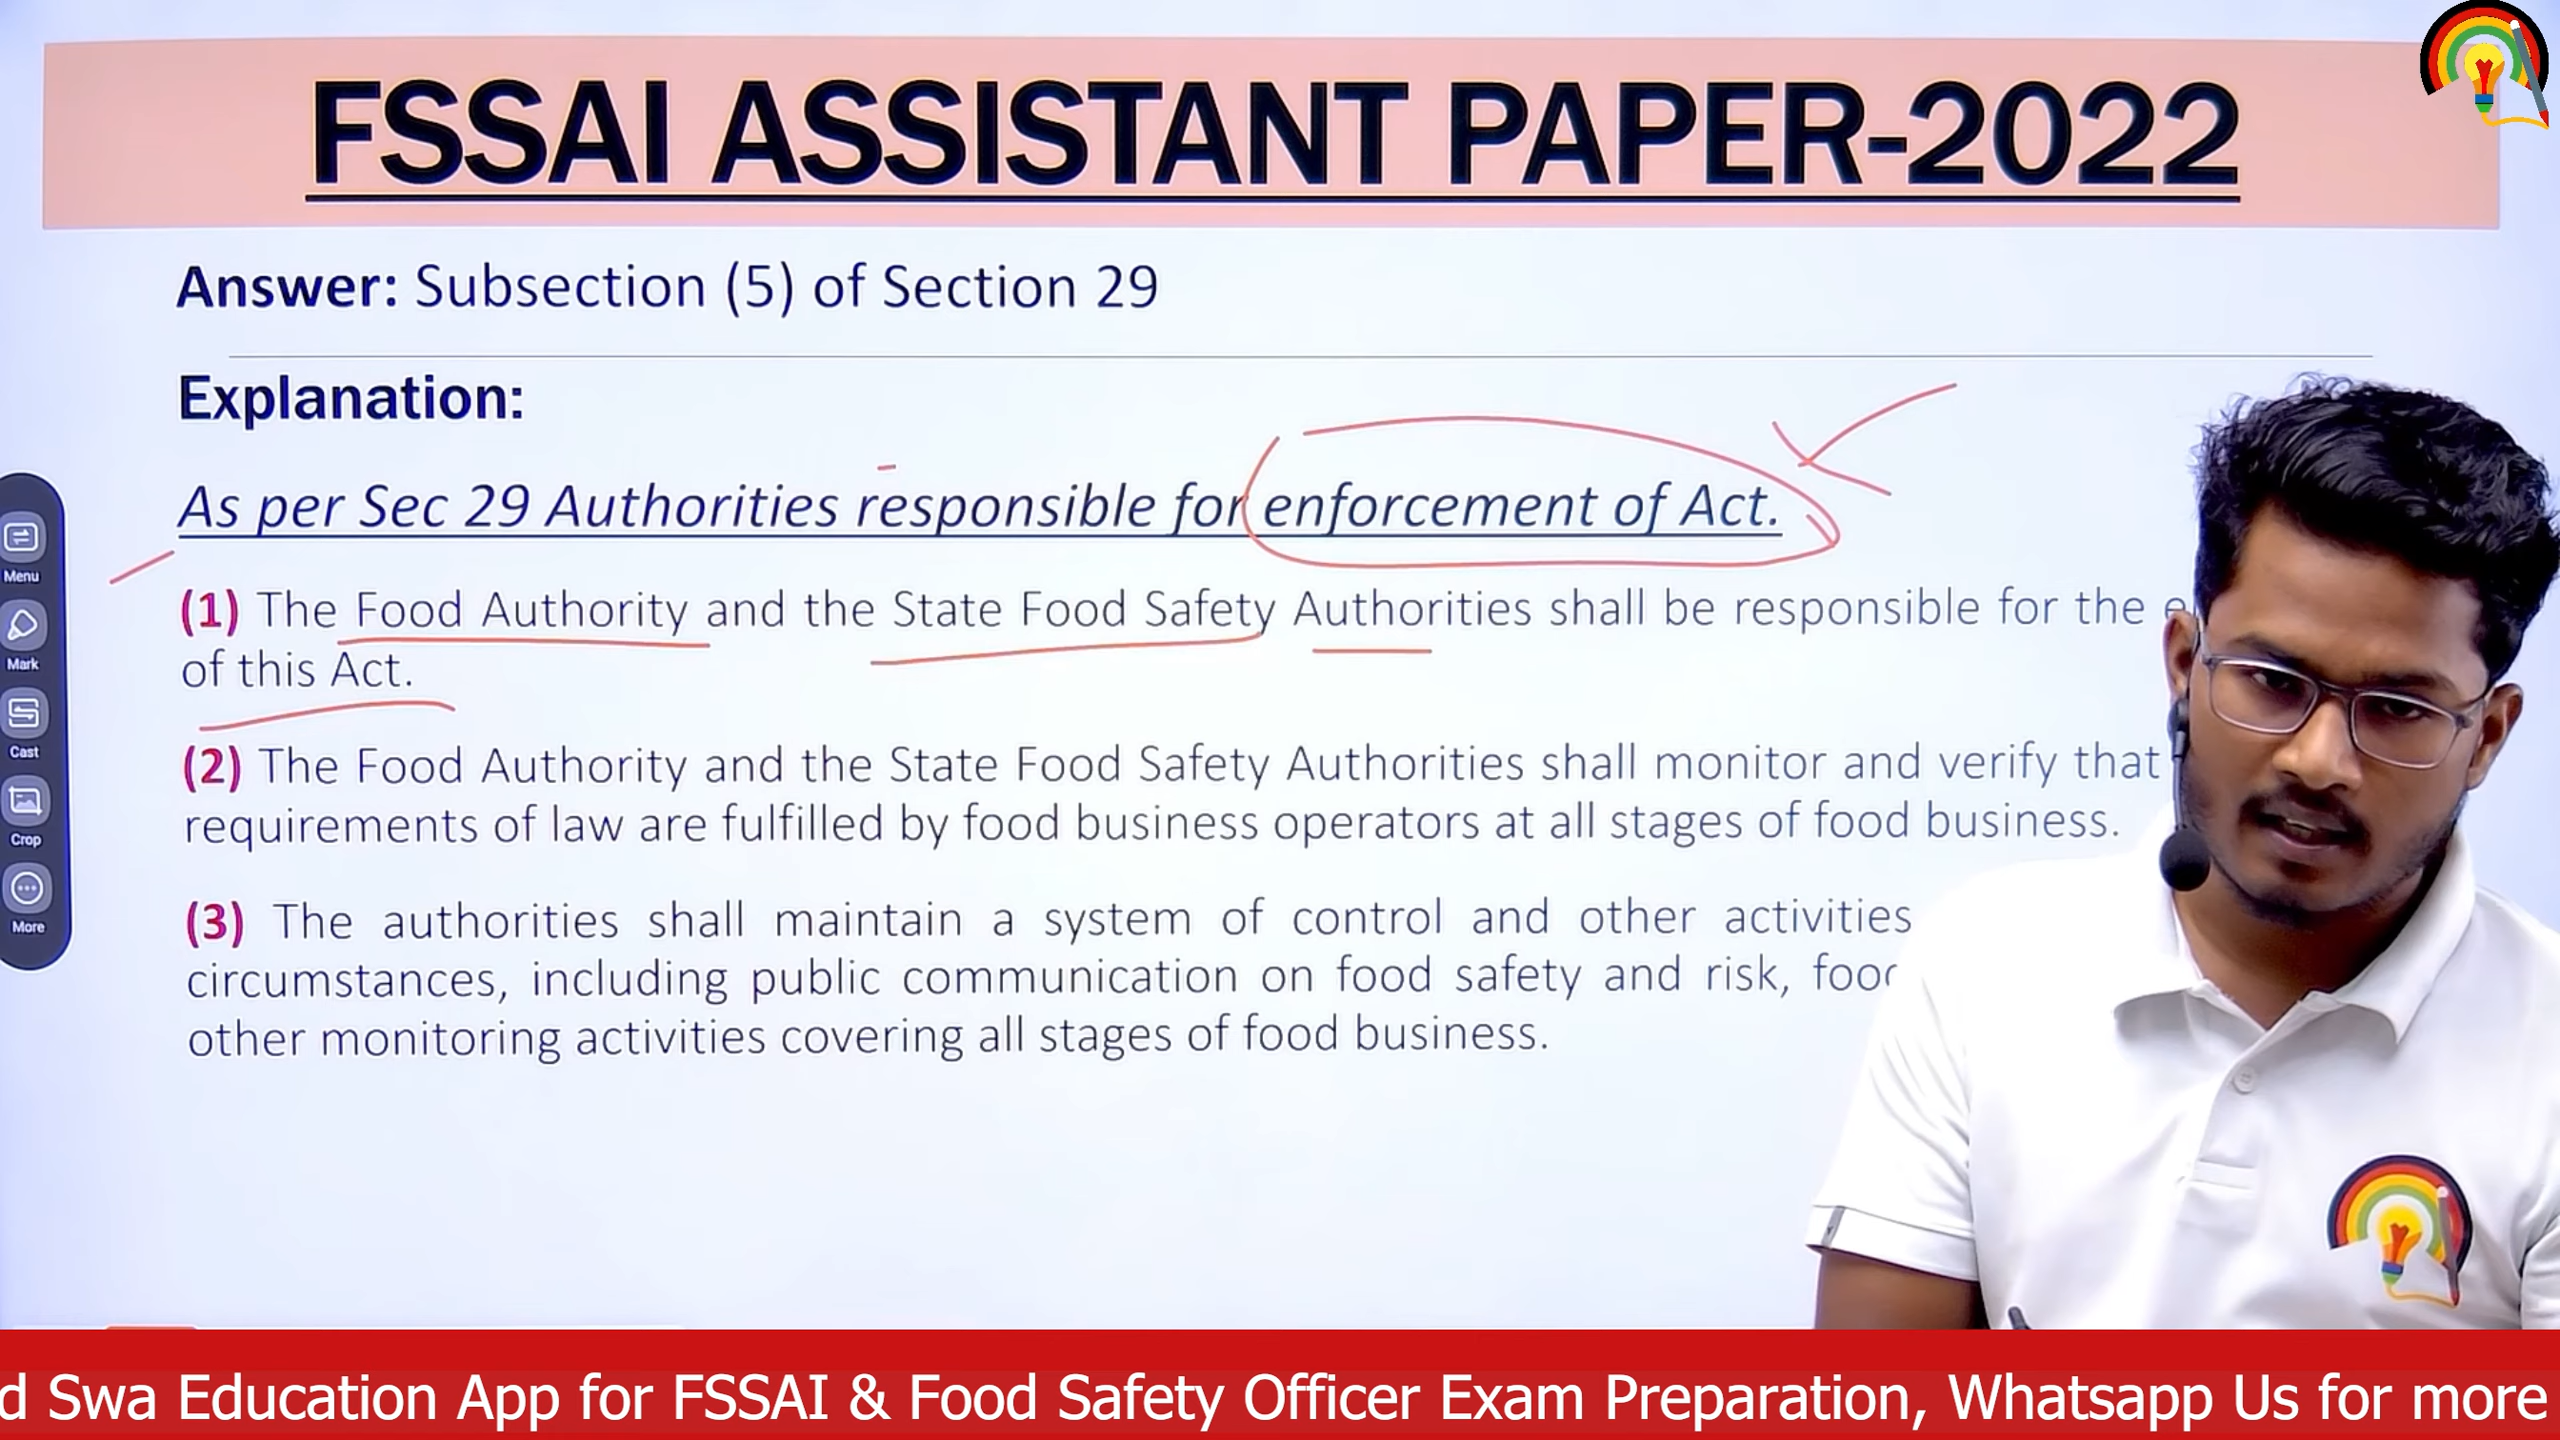 FSSAI ASSISTANT PAPER-2022
Answer: Subsection (5) of Section 29
Explanation:
As per Sec 29 Authorities responsible for enforcement of Act.
(1) The Food Authority and the State Food Safety Authorities shall be responsible for the
of this Act.
(2) The Food Authority and the State Food Safety Authorities shall monitor and verify that
requirements of law are fulfilled by food business operators at all stages of food business.
(3) The authorities shall maintain a system of control and other activities
circumstances, including public communication on food safety and risk,
other monitoring activities covering all stages of food business.
Menu
Mark
Cast
Crop
More
Swa Education App for FSSAI & Food Safety Officer Exam Preparation, Whatsapp Us for more